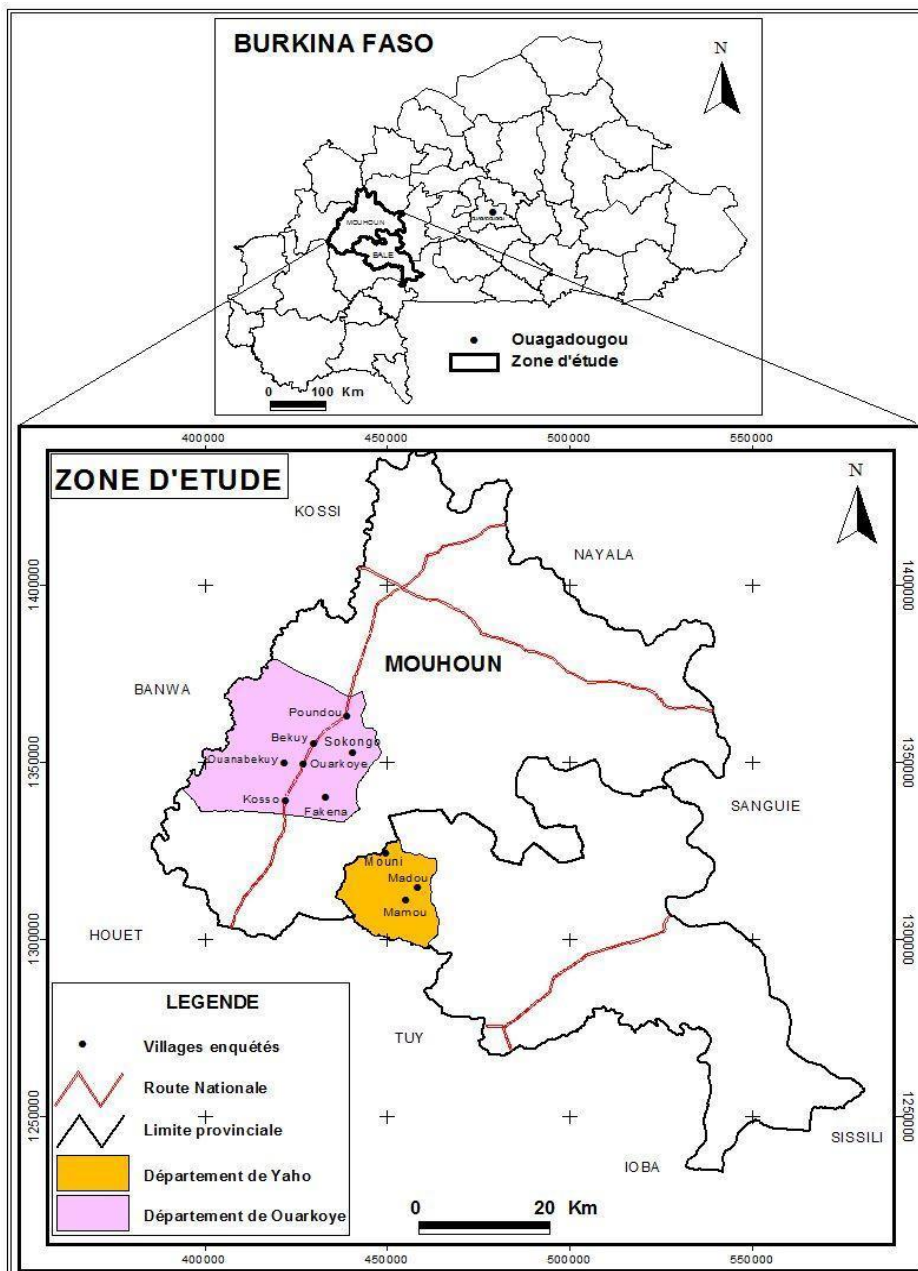 BURKINA FASO
N
MOUHOUN
BALE
Ouagadougou
Zone d'étude
0 100 Km
400000 450000 500000 550000
ZONE D'ETUDE
N
KOSSI
NAYALA
1400000 1400000
MOUHOUN
BANWA
Poundou
Bekuy
Sokongo
1350000 1350000
Ouanabekuy
Ouarkoye
Kosso
Fakena
SANGUIE
Mouni
Madou
Mamou
HOUET
1300000 1300000
LEGENDE
Villages enquétés
TUY
Route Nationale
1250000 1250000
Limite provinciale
SISSILI
IOBA
Département de Yaho
0 20 Km
Département de Ouarkoye
400000 450000 500000 550000